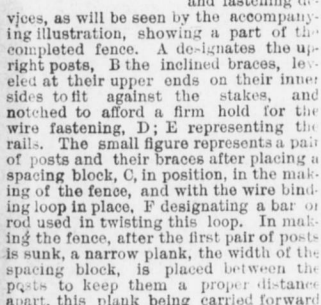 and fastening de-
vices, as will be seen by the accompany-
ing illustration, showing a part of the
completed fence. A designates the up-
right posts, B the inclined braces, lev-
eled at their upper ends on their inner
sides to fit against the stakes, and
notched to afford a firm hold for the
wire fastening, D; E representing the
rails. The small figure represents a pair
of posts and their braces after placing a
spacing block, C, in position, in the mak-
ing of the fence, and with the wire bind-
ing loop in place, F designating a bar or
rod used in twisting this loop. In mak-
ing the fence, after the first pair of posts
is sunk, a narrow plank, the width of the
spacing block, is placed between the
posts to keep them a proper distance
apart, this plank being carried forward